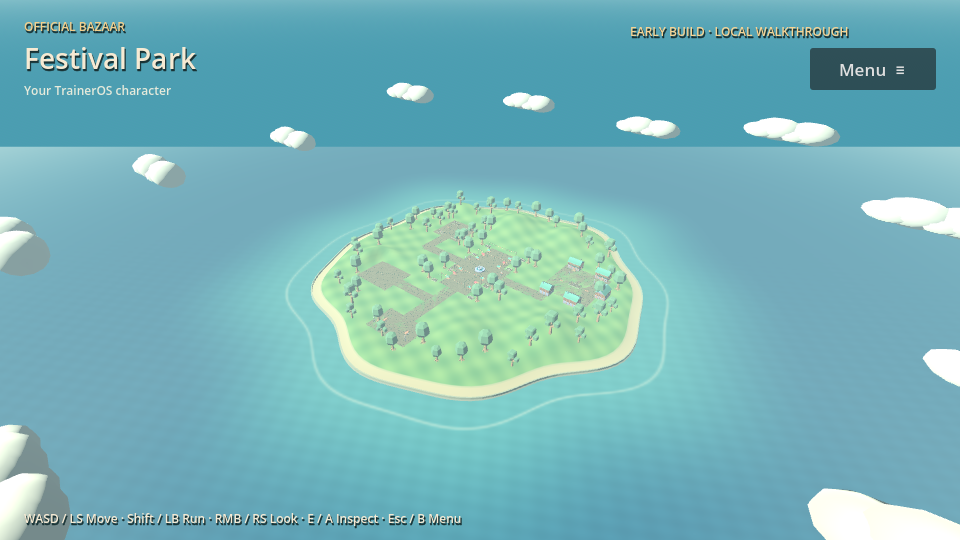 OFFICIAL BAZAAR
Festival Park
Your TrainerOS character
EARLY BUILD · LOCAL WALKTHROUGH
Menu ≡
WASD / LS Move · Shift / LB Run · RMB / RS Look · E / A Inspect · Esc / B Menu